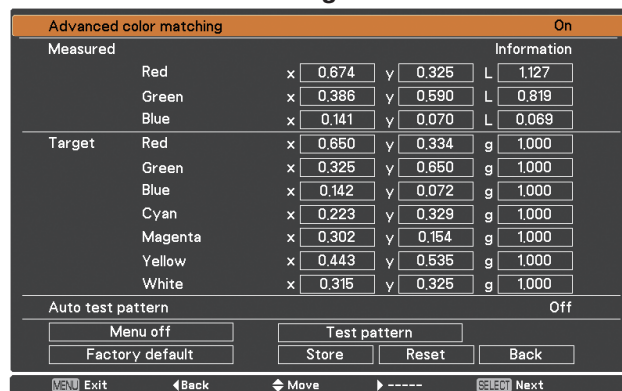 Advanced color matching On
Measured Information
Red x 0.674 y 0.325 L 1.127
Green x 0.386 y 0.590 L 0.819
Blue x 0.141 y 0.070 L 0.069
Target Red x 0.650 y 0.334 g 1.000
Green x 0.325 y 0.650 g 1.000
Blue x 0.142 y 0.072 g 1.000
Cyan x 0.223 y 0.329 g 1.000
Magenta x 0.302 y 0.154 g 1.000
Yellow x 0.443 y 0.535 g 1.000
White x 0.315 y 0.325 g 1.000
Auto test pattern Off
Menu off Test pattern
Factory default Store Reset Back
MENU Exit Back Move ----- SELECT Next